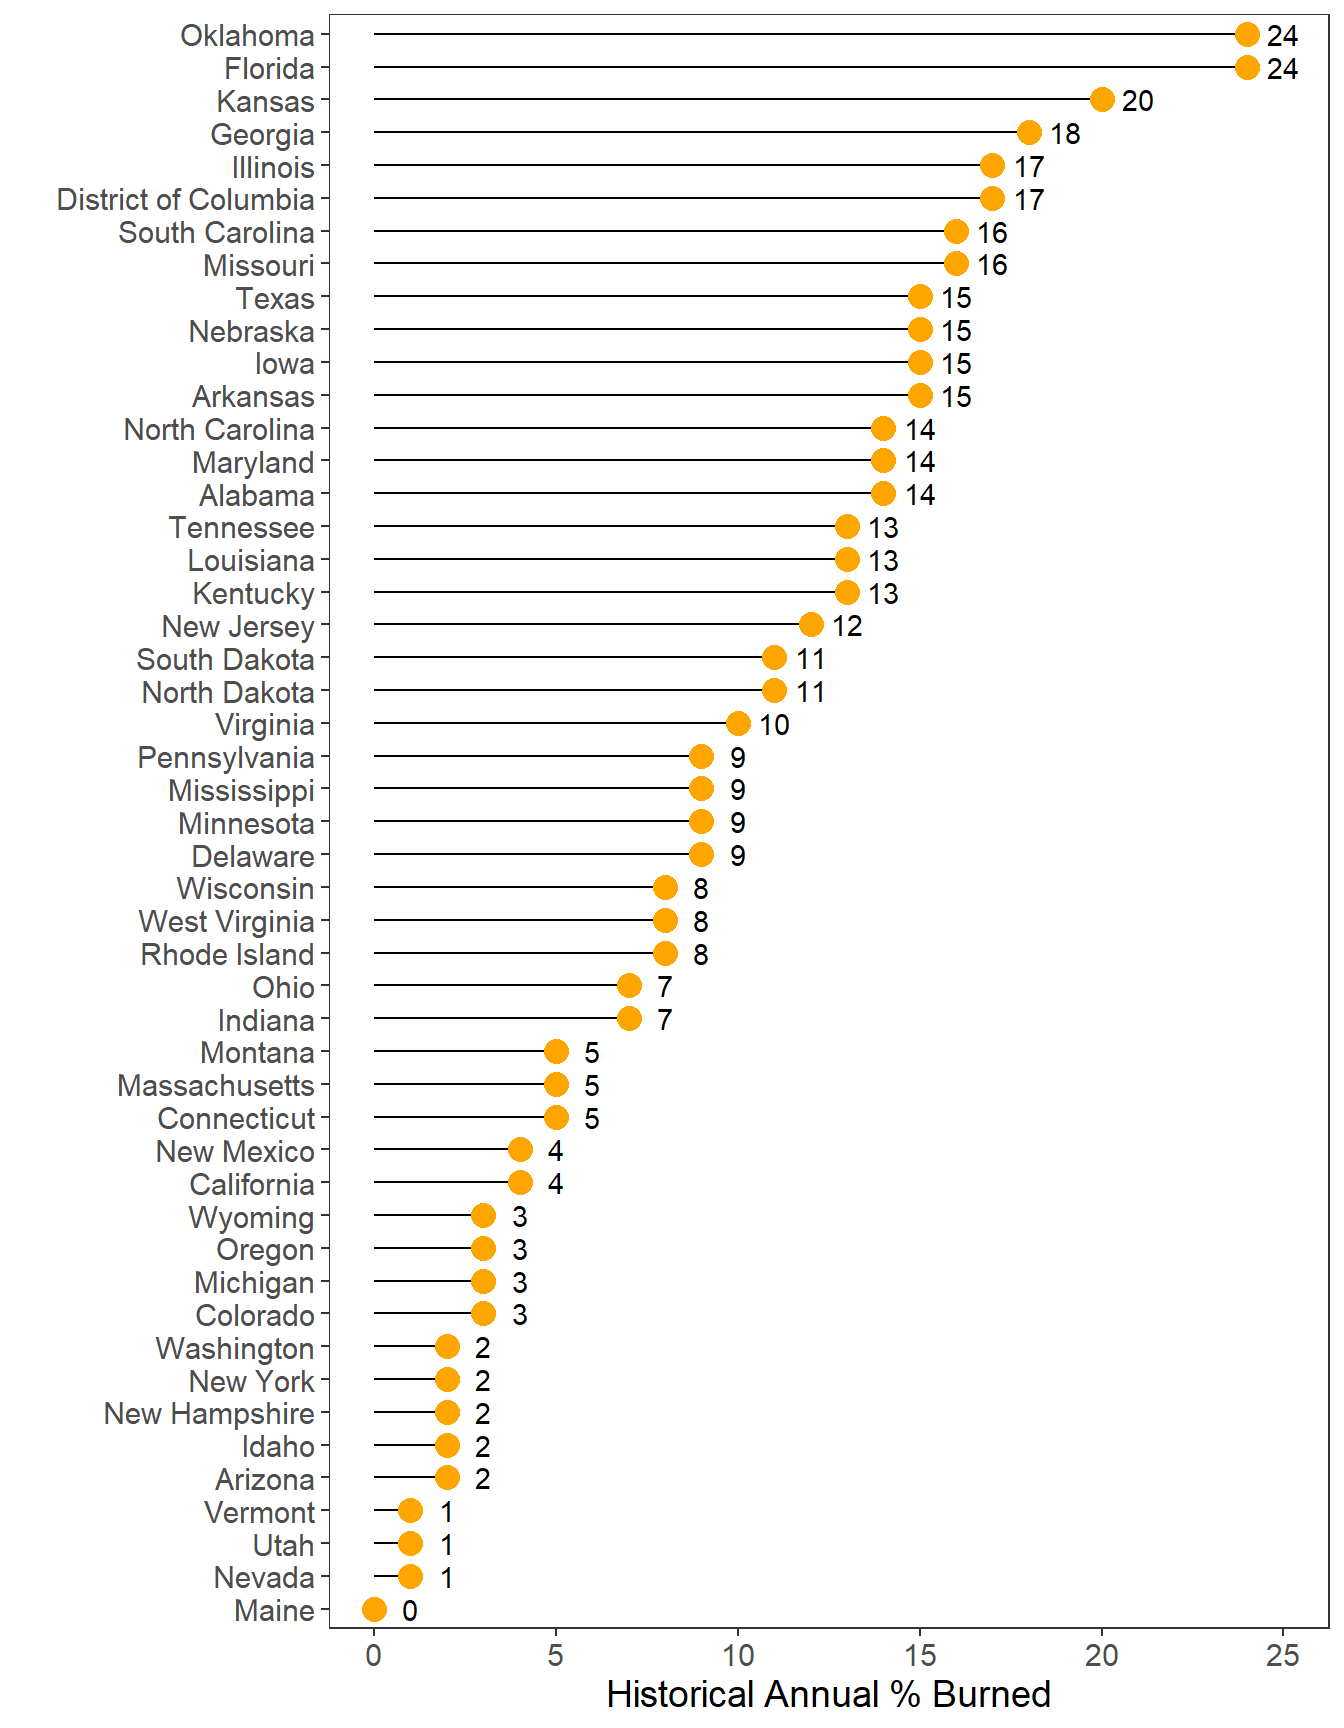 Oklahoma 24
Florida 24
Kansas 20
Georgia 18
Illinois 17
District of Columbia 17
South Carolina 16
Missouri 16
Texas 15
Nebraska 15
Iowa 15
Arkansas 15
North Carolina 14
Maryland 14
Alabama 14
Tennessee 13
Louisiana 13
Kentucky 13
New Jersey 12
South Dakota 11
North Dakota 11
Virginia 10
Pennsylvania 9
Mississippi 9
Minnesota 9
Delaware 9
Wisconsin 8
West Virginia 8
Rhode Island 8
Ohio 7
Indiana 7
Montana 5
Massachusetts 5
Connecticut 5
New Mexico 4
California 4
Wyoming 3
Oregon 3
Michigan 3
Colorado 3
Washington 2
New York 2
New Hampshire 2
Idaho 2
Arizona 2
Vermont 1
Utah 1
Nevada 1
Maine 0
0 5 10 15 20 25
Historical Annual % Burned